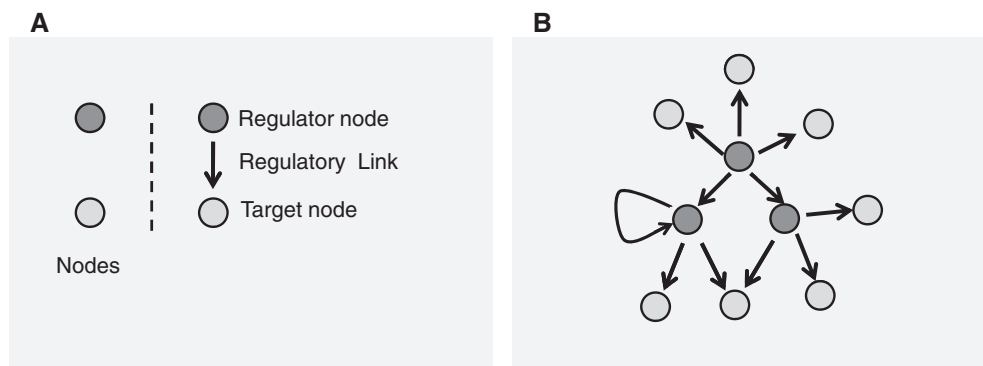 A
Regulator node
Regulatory Link
Target node
Nodes
B